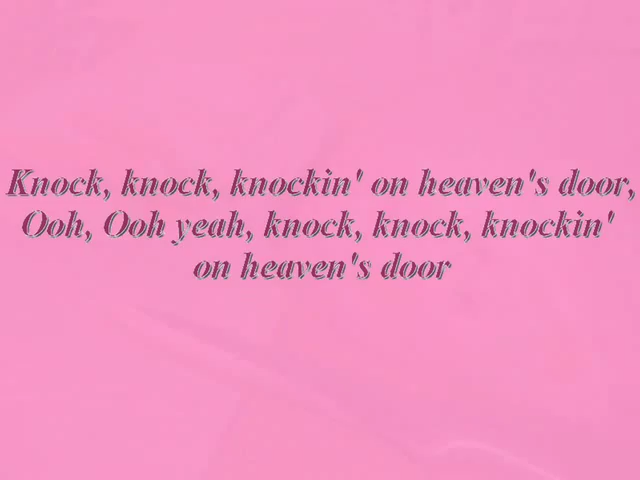 Knock, knock, knockin' on heaven's door,
Ooh, Ooh yeah, knock, knock, knockin'
on heaven's door